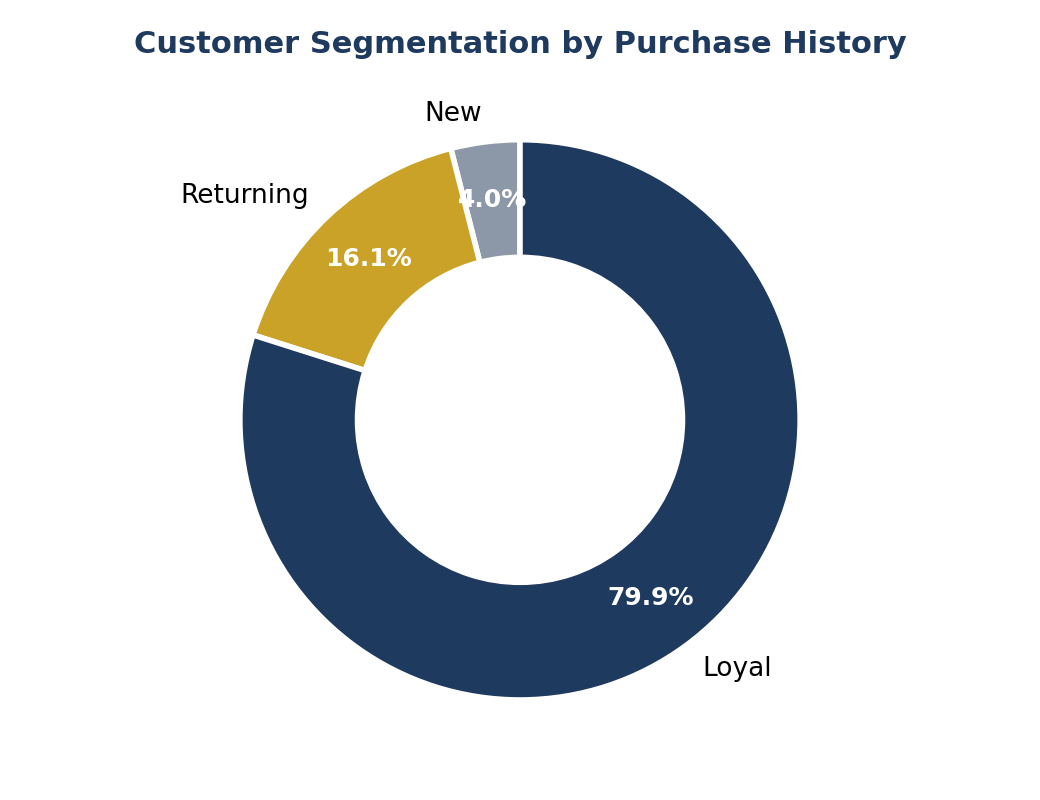 Customer Segmentation by Purchase History
New
4.0%
Returning
16.1%
79.9%
Loyal